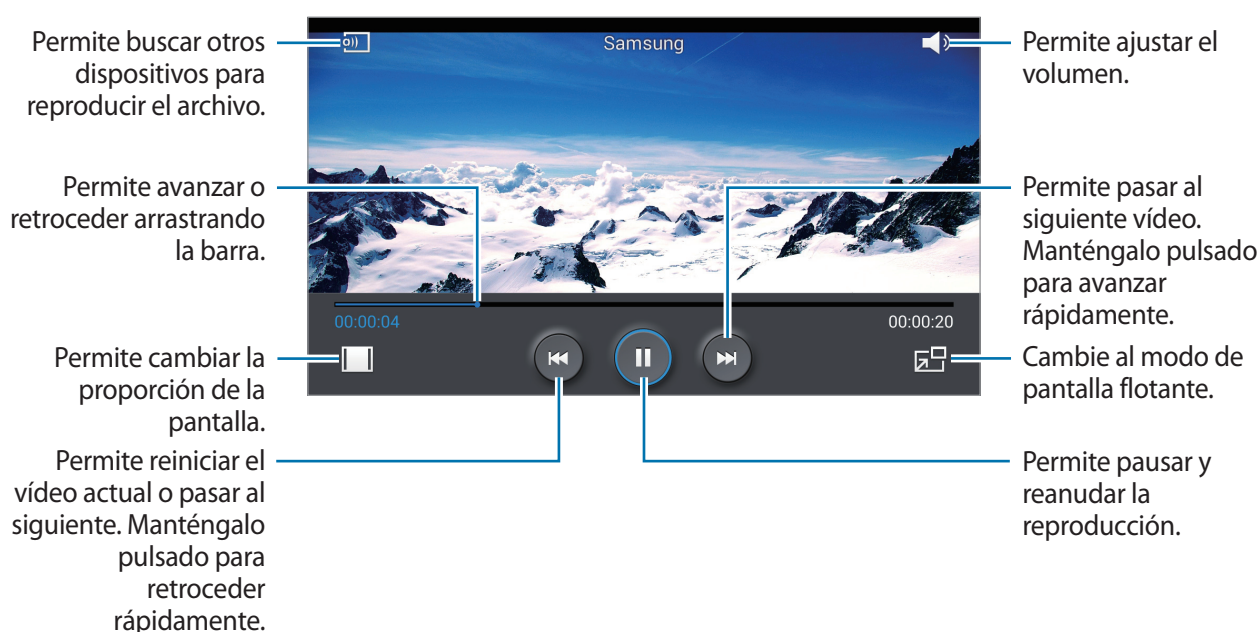 Permite buscar otros
dispositivos para
reproducir el archivo.
Permite avanzar o
retroceder arrastrando
la barra.
Permite cambiar la
proporción de la
pantalla.
Permite reiniciar el
vídeo actual o pasar al
siguiente. Manténgalo
pulsado para
retroceder
rápidamente.
Samsung
00:00:04
00:00:20
Permite ajustar el
volumen.
Permite pasar al
siguiente vídeo.
Manténgalo pulsado
para avanzar
rápidamente.
Cambie al modo de
pantalla flotante.
Permite pausar y
reanudar la
reproducción.